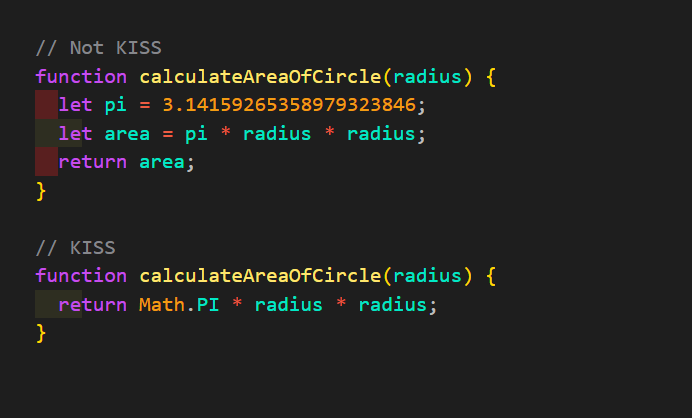 // Not KISS
function calculateAreaOfCircle(radius) {
  let pi = 3.14159265358979323846;
  let area = pi * radius * radius;
  return area;
}

// KISS
function calculateAreaOfCircle(radius) {
  return Math.PI * radius * radius;
}